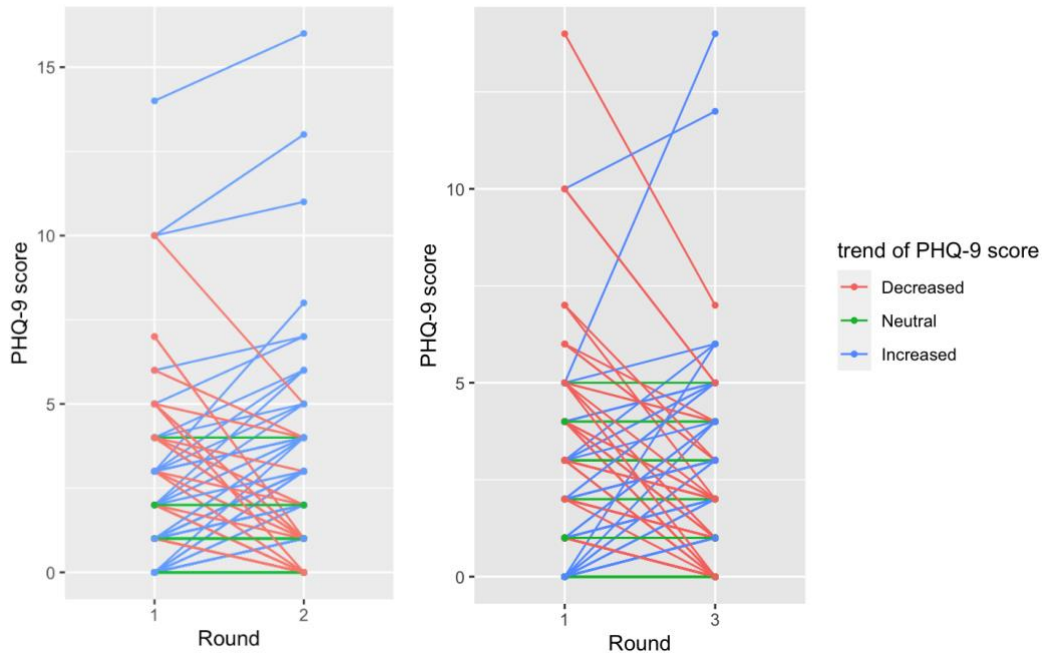 PHQ-9 score
15
10
5
0
1
2
Round
PHQ-9 score
10
5
0
1
3
Round
trend of PHQ-9 score
Decreased
Neutral
Increased